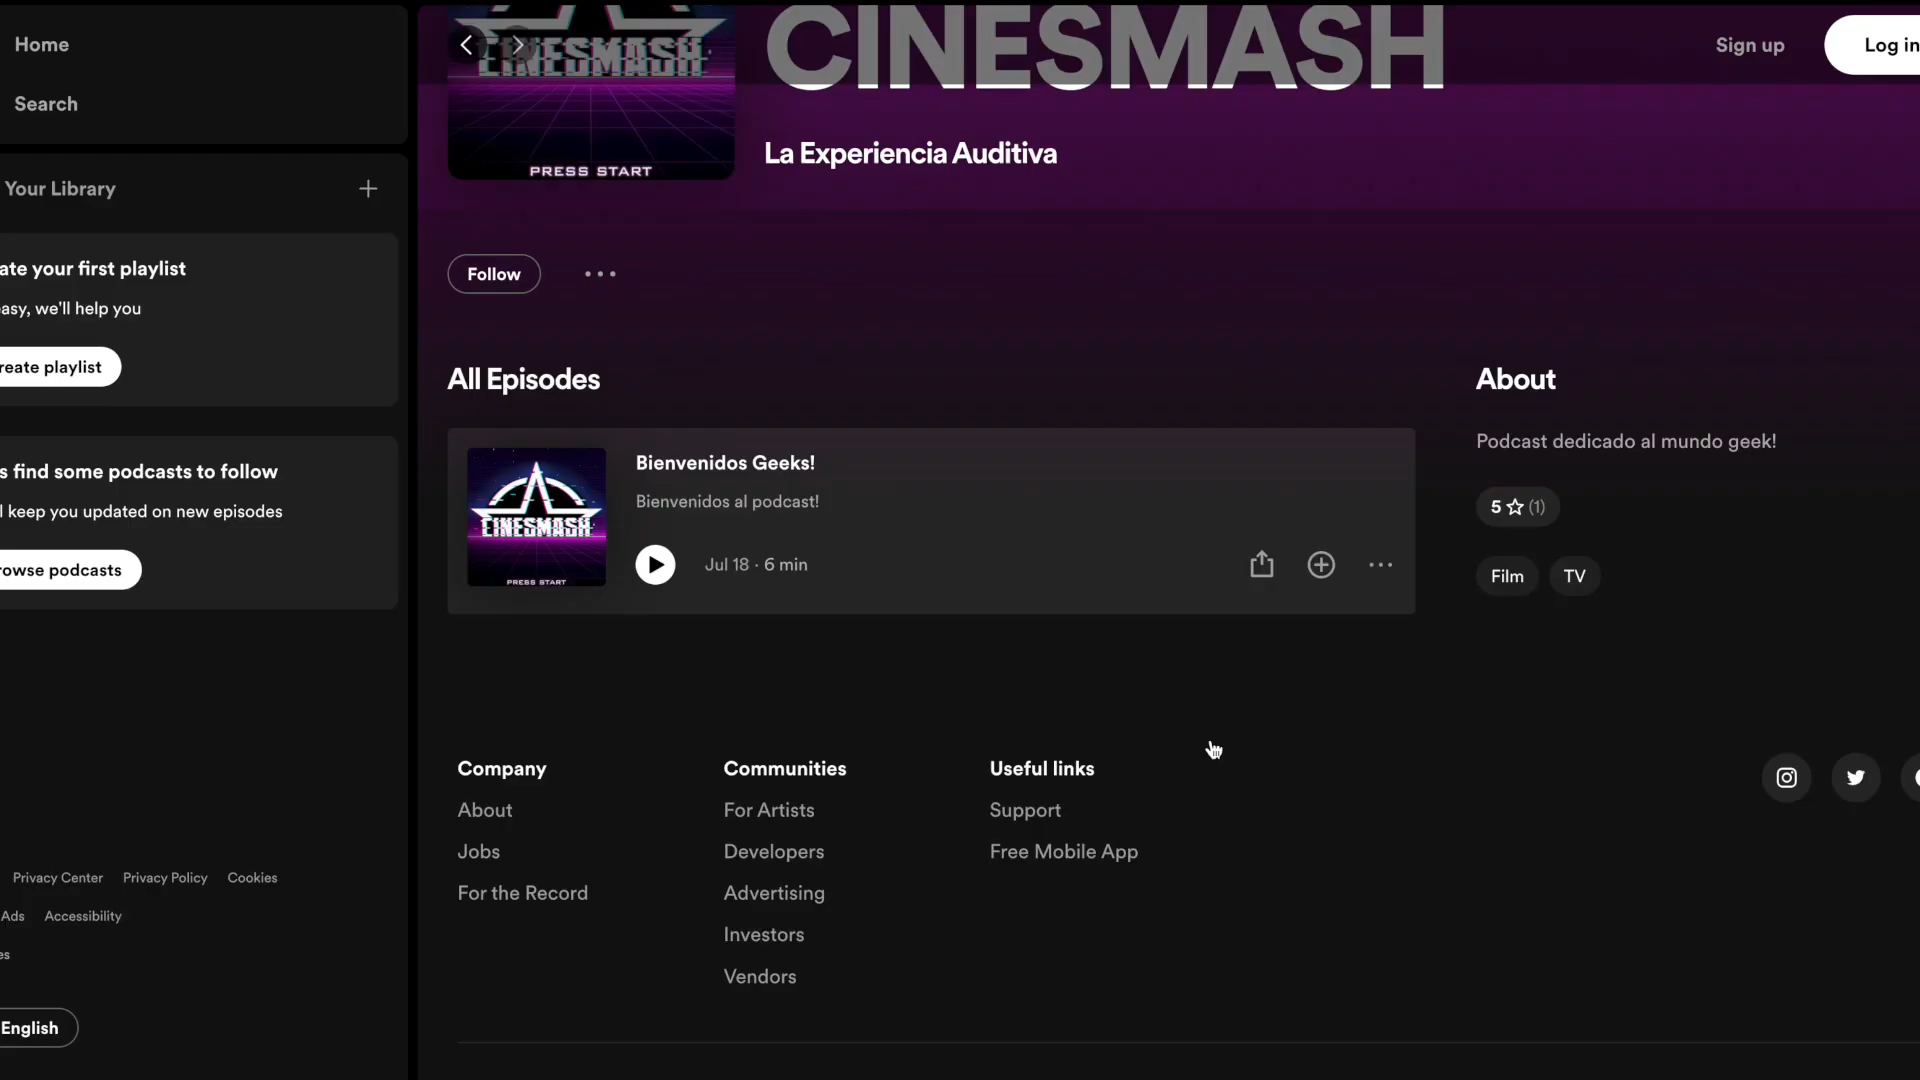 Home
Search
Your Library
ate your first playlist
easy, we'll help you
reate playlist
s find some podcasts to follow
l keep you updated on new episodes
rowse podcasts
Privacy Center Privacy Policy Cookies
Ads Accessibility
es
English
CINESMASH
PRESS START
CINESMASH
La Experiencia Auditiva
Sign up
Log in
Follow
All Episodes
CINESMASH
PRESS START
Bienvenidos Geeks!
Bienvenidos al podcast!
Jul 18 · 6 min
About
Podcast dedicado al mundo geek!
5 (1)
Film TV
Company
About
Jobs
For the Record
Communities
For Artists
Developers
Advertising
Investors
Vendors
Useful links
Support
Free Mobile App